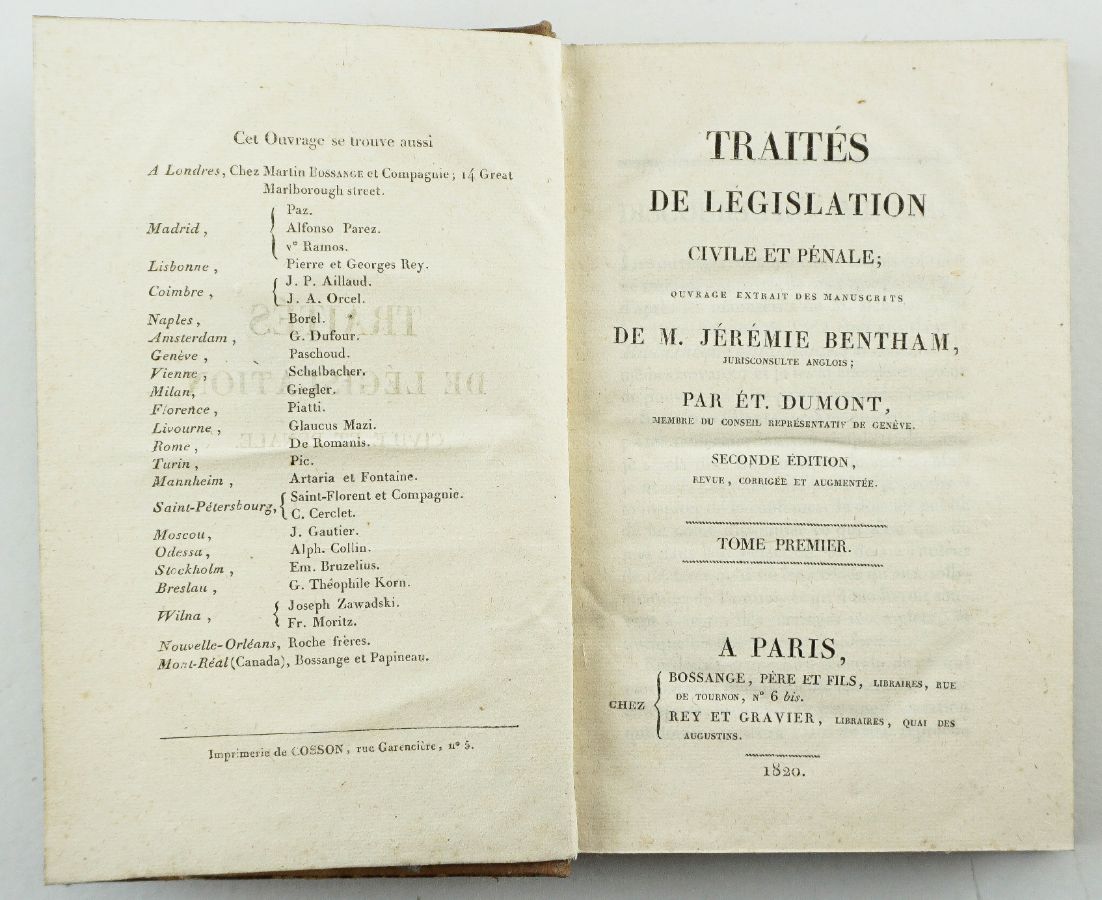 Cet Ouvrage se trouve aussi
A Londres, Chez Martin BOSSANGE et Compagnie; 14 Great
Marlborough street.
Madrid, { Paz.
Alfonso Parez.
ve Ramos.
Lisbonne, Pierre et Georges Rey.
Coimbre, { J. P. Aillaud.
J. A. Orcel.
Naples, Borel.
Amsterdam, G. Dufour.
Genève, Paschoud.
Vienne, Schalbacher.
Milan, Giegler.
Florence, Piatti.
Livourne, Glaucus Mazi.
Rome, De Romanis.
Turin, Pic.
Mannheim, Artaria et Fontaine.
Saint-Pétersbourg, { Saint-Florent et Compagnie.
C. Cerclet.
Moscou, J. Gautier.
Odessa, Alph. Collin.
Stockholm, Em. Bruzelius.
Breslau, G. Théophile Korn.
Wilna, { Joseph Zawadski.
Fr. Moritz.
Nouvelle-Orléans, Roche frères.
Mont-Réal (Canada), Bossange et Papineau.
Imprimerie de COSSON, rue Garencière, n° 5.
TRAITÉS
DE LÉGISLATION
CIVILE ET PÉNALE;
OUVRAGE EXTRAIT DES MANUSCRITS
DE M. JÉRÉMIE BENTHAM,
JURISCONSULTE ANGLOIS;
PAR ÉT. DUMONT,
MEMBRE DU CONSEIL REPRÉSENTATIF DE GENÈVE.
SECONDE ÉDITION,
REVUE, CORRIGÉE ET AUGMENTÉE.
TOME PREMIER.
A PARIS,
CHEZ { BOSSANGE, PÈRE ET FILS, LIBRAIRES, RUE
DE TOURNON, N° 6 bis.
REY ET GRAVIER, LIBRAIRES, QUAI DES
AUGUSTINS.
1820.